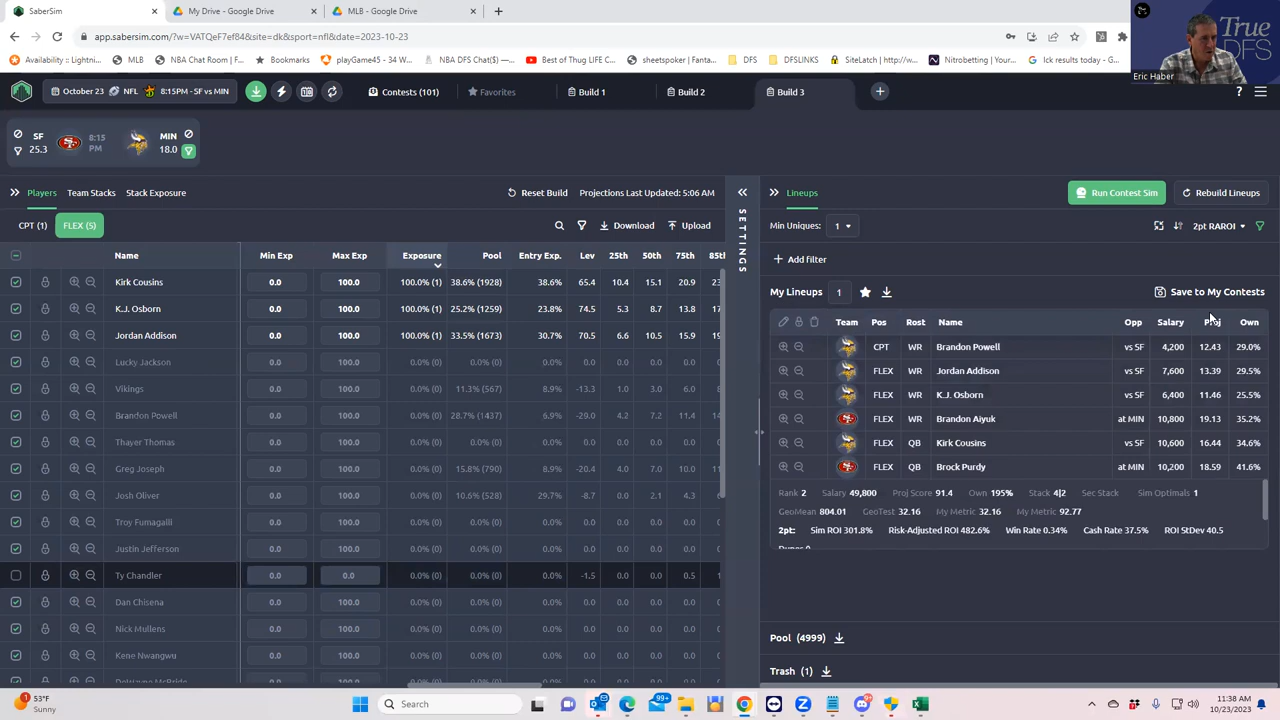 SaberSim
My Drive - Google Drive
MLB - Google Drive
app.sabersim.com/?w=VATQeF7ef84&site=dk&sport=nfl&date=2023-10-23
Availability :: Lightni...
MLB
NBA Chat Room :: F...
Bookmarks
playGame45 - 34 W...
NBA DFS Chat($) ---...
Best of Thug LIFE C...
sheetspoker | Fanta...
DFS
DFSLINKS
SiteLatch | http://w...
Nitrobetting | Your...
Ick results today - G...
True
DFS
Eric Haber
October 23 NFL 8:15PM - SF vs MIN
Contests (101)
Favorites
Build 1
Build 2
Build 3
SF 8:15 MIN
25.3 PM 18.0
Players Team Stacks Stack Exposure Reset Build Projections Last Updated: 5:06 AM
CPT (1) FLEX (5) Download Upload
Name Min Exp Max Exp Exposure Pool Entry Exp. Lev 25th 50th 75th 85th
Kirk Cousins 0.0 100.0 100.0% (1) 38.6% (1928) 38.6% 65.4 10.4 15.1 20.9 23
K.J. Osborn 0.0 100.0 100.0% (1) 25.2% (1259) 23.8% 74.5 5.3 8.7 13.8 17
Jordan Addison 0.0 100.0 100.0% (1) 33.5% (1673) 30.7% 70.5 6.6 10.5 15.9 19
Lucky Jackson 0.0 100.0 0.0% (0) 0.0% (0) 0.0% 0.0 0.0 0.0
Vikings 0.0 100.0 0.0% (0) 11.3% (567) 8.9% -13.3 1.0 3.0 6.0 8
Brandon Powell 0.0 100.0 0.0% (0) 28.7% (1437) 6.9% -29.0 4.2 7.2 11.4
Thayer Thomas 0.0 100.0 0.0% (0) 0.0% (0) 0.0% 0.0 0.0 0.0
Greg Joseph 0.0 100.0 0.0% (0) 15.8% (790) 8.9% -20.4 4.0 7.0 10.0
Josh Oliver 0.0 100.0 0.0% (0) 10.6% (528) 29.7% -8.7 0.0 2.1 4.3
Troy Fumagalli 0.0 100.0 0.0% (0) 0.0% (0) 0.0% 0.0 0.0 0.0
Justin Jefferson 0.0 100.0 0.0% (0) 0.0% (0) 0.0% 0.0 0.0 0.0
Ty Chandler 0.0 0.0 0.0% (0) 0.0% (0) 0.0% -1.5 0.0 0.0 0.5 1
Dan Chisena 0.0 100.0 0.0% (0) 0.0% (0) 0.0% 0.0 0.0 0.0
Nick Mullens 0.0 100.0 0.0% (0) 0.0% (0) 0.0% 0.0 0.0 0.0
Kene Nwangwu 0.0 100.0 0.0% (0) 0.0% (0) 0.0% 0.0 0.0 0.0
DeWayne McBride
SETTINGS
Lineups Run Contest Sim Rebuild Lineups
Min Uniques: 1 2pt RAROI
Add filter
My Lineups 1 Save to My Contests
Team Pos Rost Name Opp Salary Proj Own
CPT WR Brandon Powell vs SF 4,200 12.43 29.0%
FLEX WR Jordan Addison vs SF 7,600 13.39 29.5%
FLEX WR K.J. Osborn vs SF 6,400 11.46 25.5%
FLEX WR Brandon Aiyuk at MIN 10,800 19.13 35.2%
FLEX QB Kirk Cousins vs SF 10,600 16.44 34.6%
FLEX QB Brock Purdy at MIN 10,200 18.59 41.6%
Rank 2 Salary 49,800 Proj Score 91.4 Own 195% Stack 4|2 Sec Stack Sim Optimals 1
GeoMean 804.01 GeoTest 32.16 My Metric 32.16 My Metric 92.77
2pt: Sim ROI 301.8% Risk-Adjusted ROI 482.6% Win Rate 0.34% Cash Rate 37.5% ROI StDev 40.5
Dupes 0
Pool (4999)
Trash (1)
53°F
Sunny
Search
99+
11:38 AM
10/23/2023